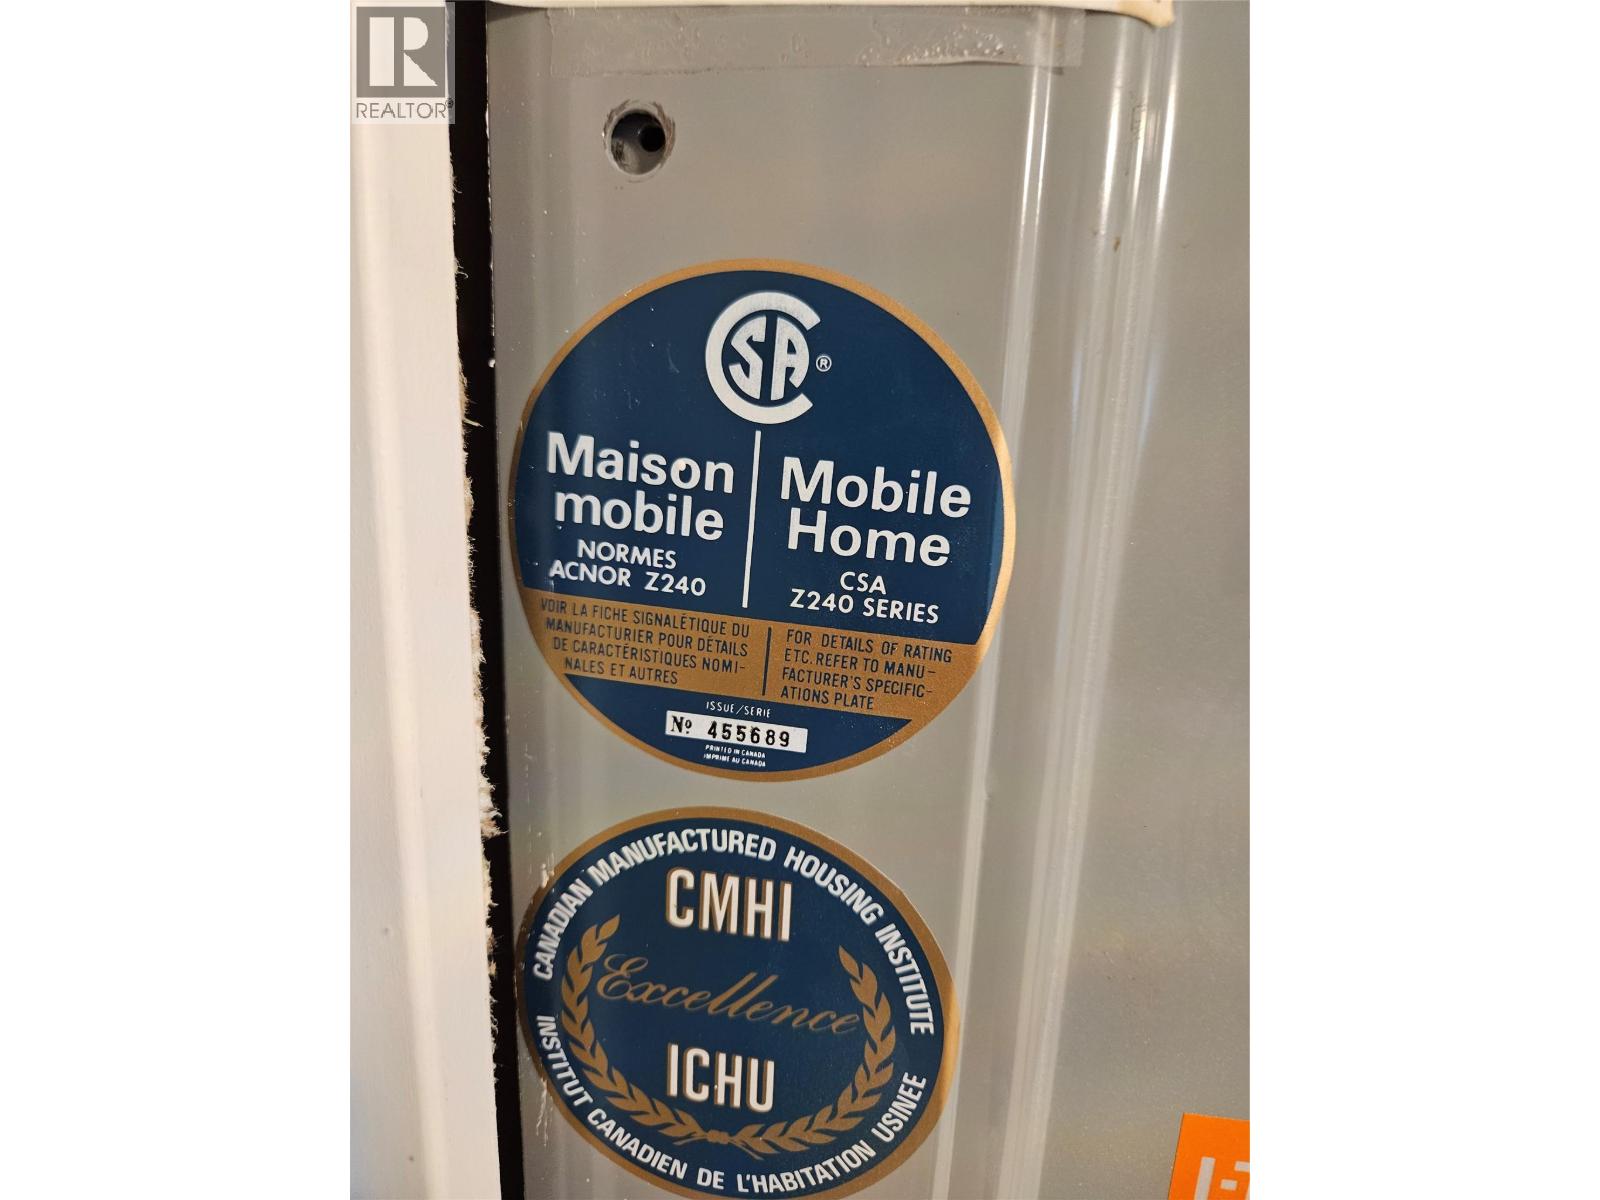 R
REALTOR®
CSA®
Maison
mobile
NORMES
ACNOR Z240
VOIR LA FICHE SIGNALÉTIQUE DU
MANUFACTURIER POUR DÉTAILS
DE CARACTÉRISTIQUES NOMI-
NALES ET AUTRES
Mobile
Home
CSA
Z240 SERIES
FOR DETAILS OF RATING
ETC. REFER TO MANU-
FACTURER'S SPECIFIC-
ATIONS PLATE
ISSUE/SERIE
Nº 455689
PRINTED IN CANADA
IMPRIME AU CANADA
CANADIAN MANUFACTURED HOUSING INSTITUTE
CMHI
Excellence
ICHU
INSTITUT CANADIEN DE L'HABITATION USINEE